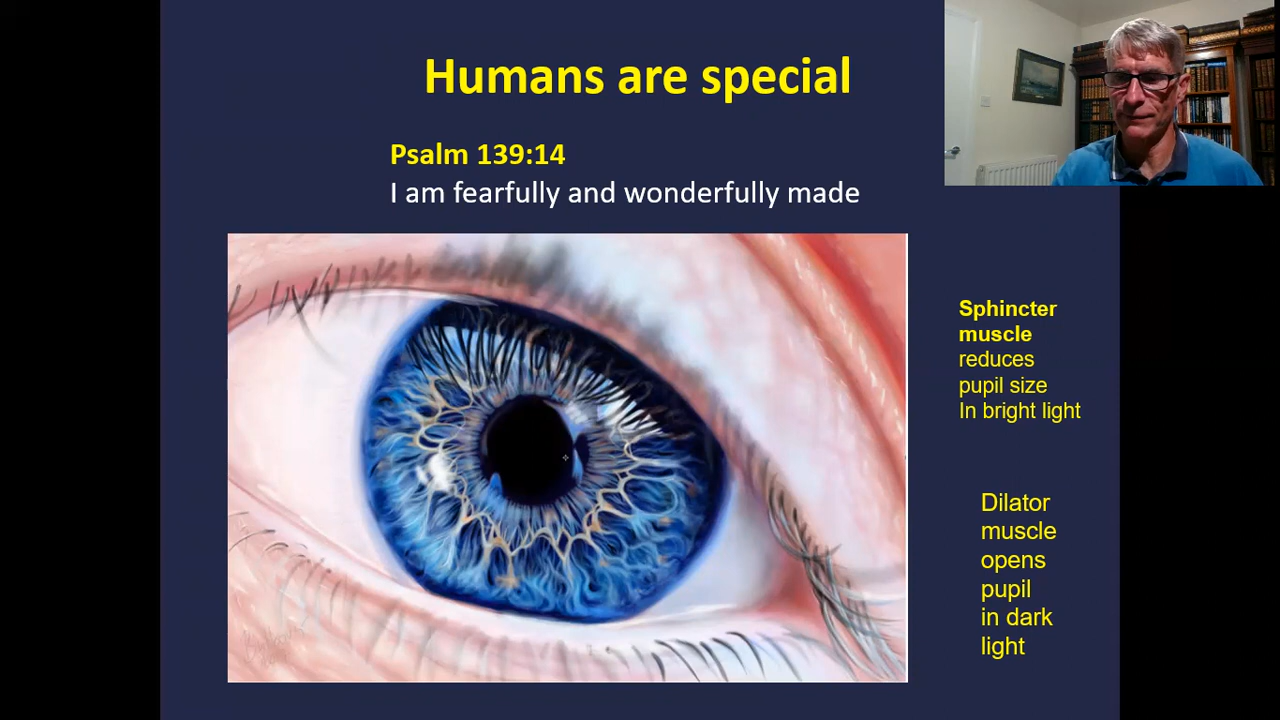 Humans are special
Psalm 139:14
I am fearfully and wonderfully made
Sphincter
muscle
reduces
pupil size
In bright light
Dilator
muscle
opens
pupil
in dark
light